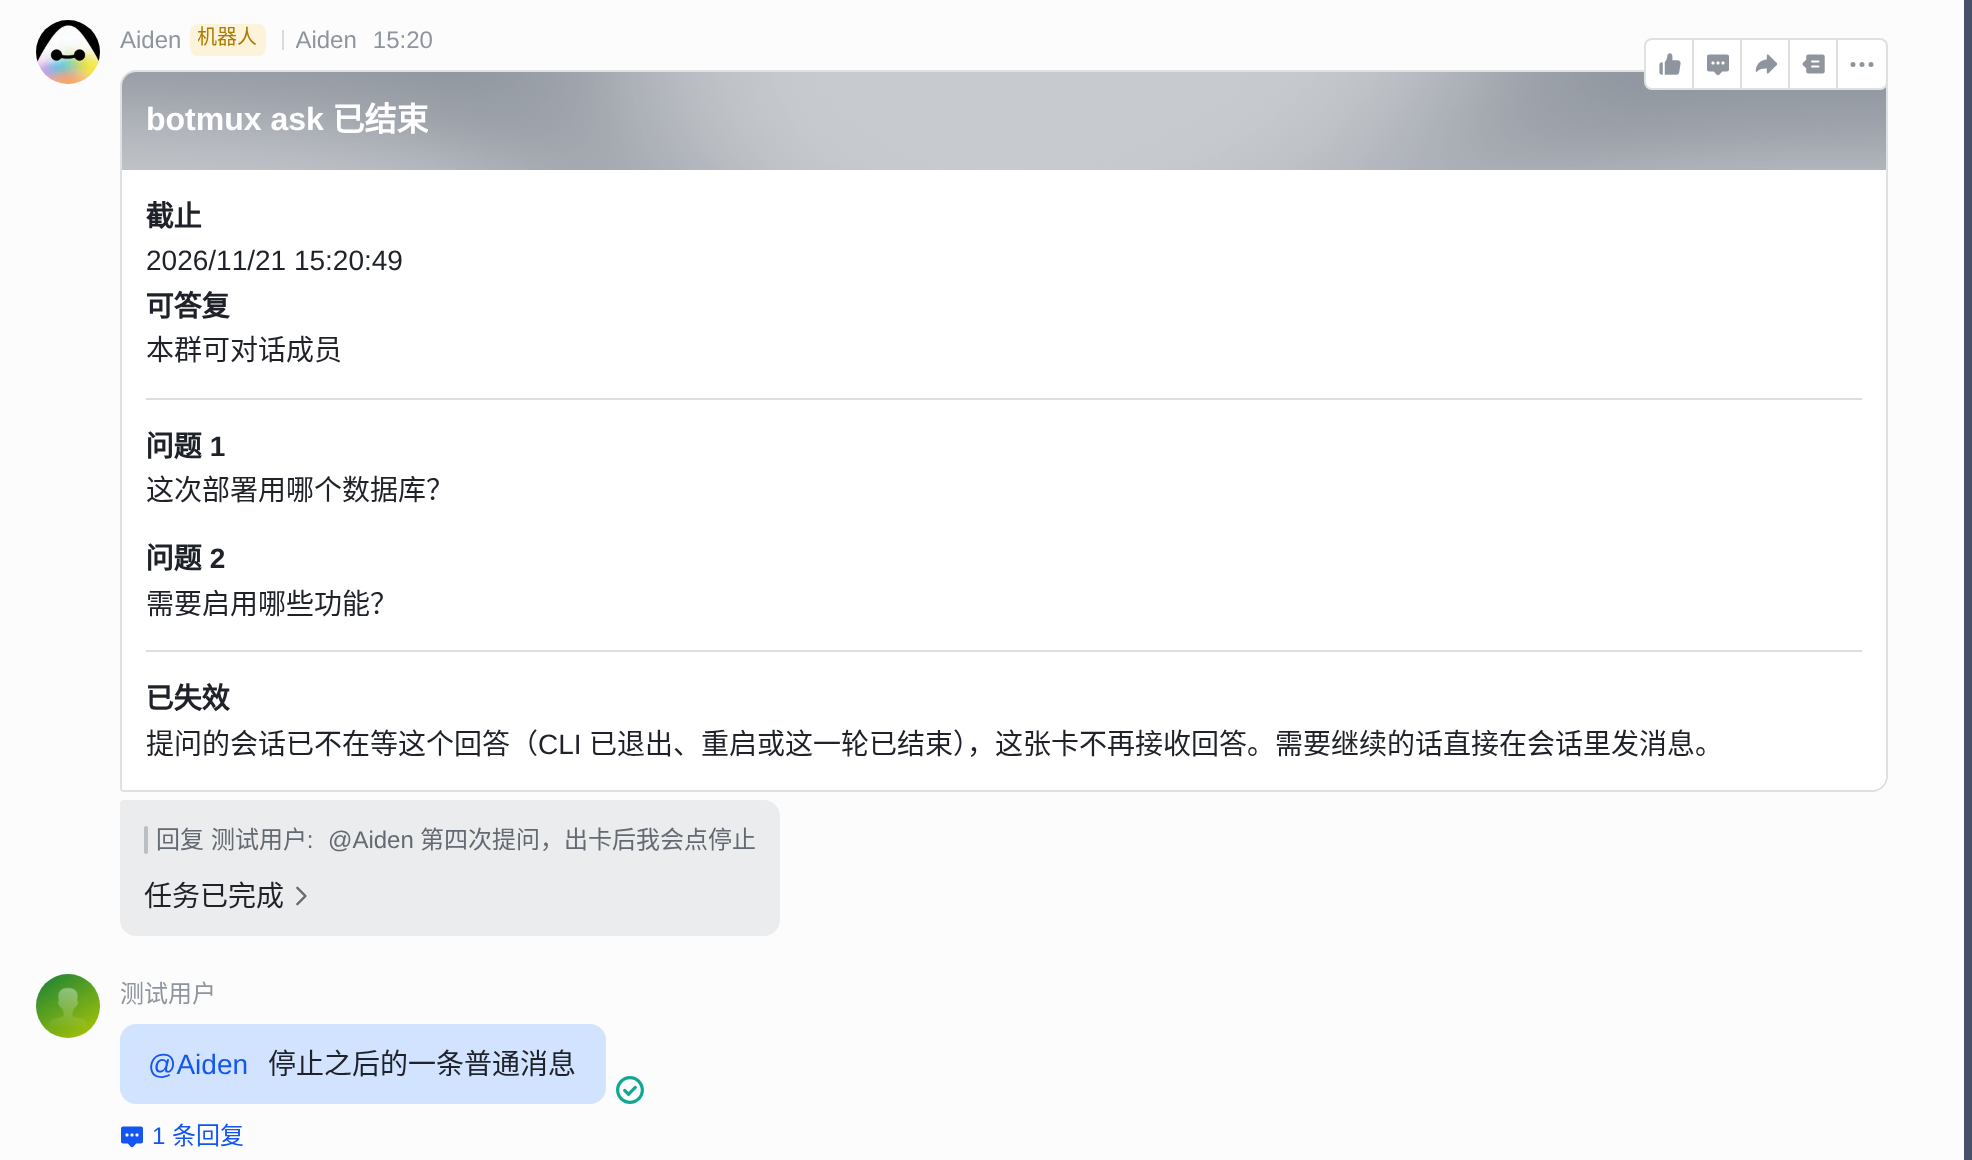 Aiden 机器人 | Aiden 15:20
botmux ask 已结束
截止
2026/11/21 15:20:49
可答复
本群可对话成员
问题 1
这次部署用哪个数据库？
问题 2
需要启用哪些功能？
已失效
提问的会话已不在等这个回答（CLI 已退出、重启或这一轮已结束），这张卡不再接收回答。需要继续的话直接在会话里发消息。
回复 测试用户： @Aiden 第四次提问，出卡后我会点停止
任务已完成
测试用户
@Aiden 停止之后的一条普通消息
1 条回复